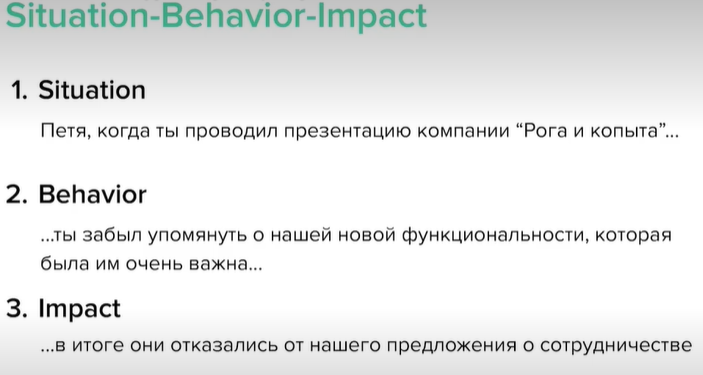 Situation-Behavior-Impact
1. Situation
Петя, когда ты проводил презентацию компании “Рога и копыта”...
2. Behavior
...ты забыл упомянуть о нашей новой функциональности, которая
была им очень важна...
3. Impact
...в итоге они отказались от нашего предложения о сотрудничестве